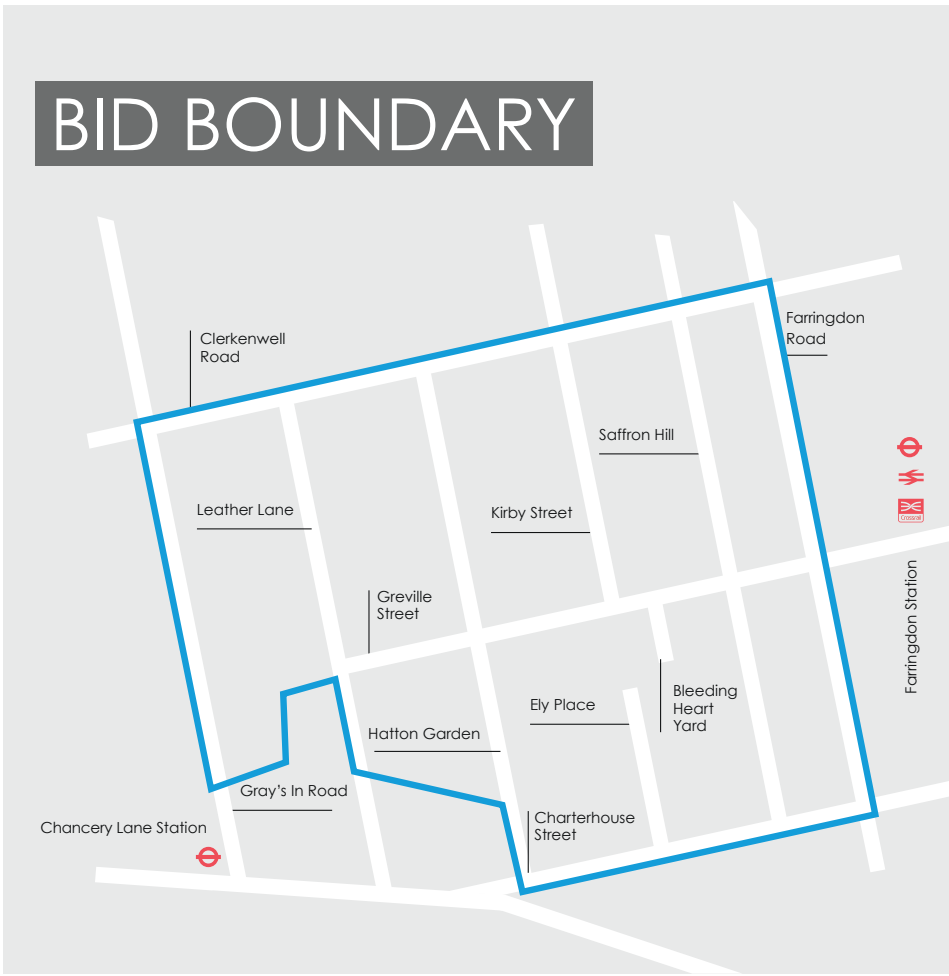 BID BOUNDARY
Farringdon
Road
Clerkenwell
Road
Saffron Hill
Leather Lane
Kirby Street
Crossrail
Greville
Street
Farringdon Station
Bleeding
Heart
Yard
Ely Place
Hatton Garden
Gray's In Road
Charterhouse
Street
Chancery Lane Station